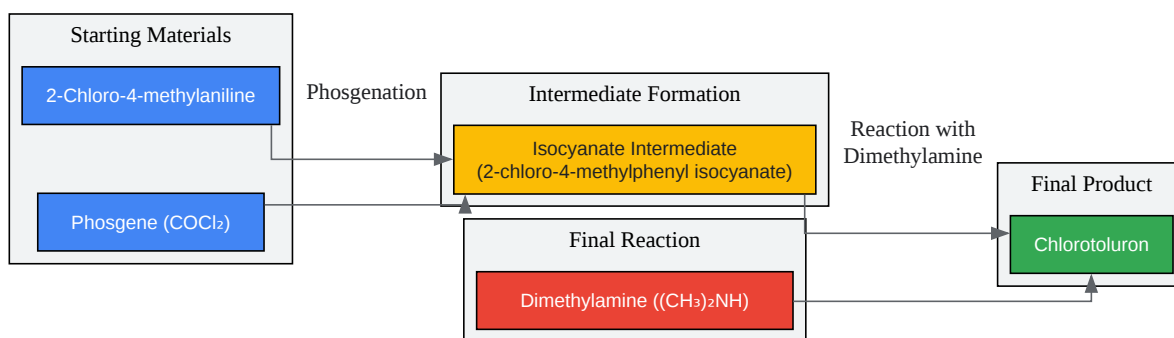 Starting Materials
2-Chloro-4-methylaniline
Phosgene (COCl₂)
Phosgenation
Intermediate Formation
Isocyanate Intermediate
(2-chloro-4-methylphenyl isocyanate)
Final Reaction
Dimethylamine ((CH₃)₂NH)
Reaction with
Dimethylamine
Final Product
Chlorotoluron